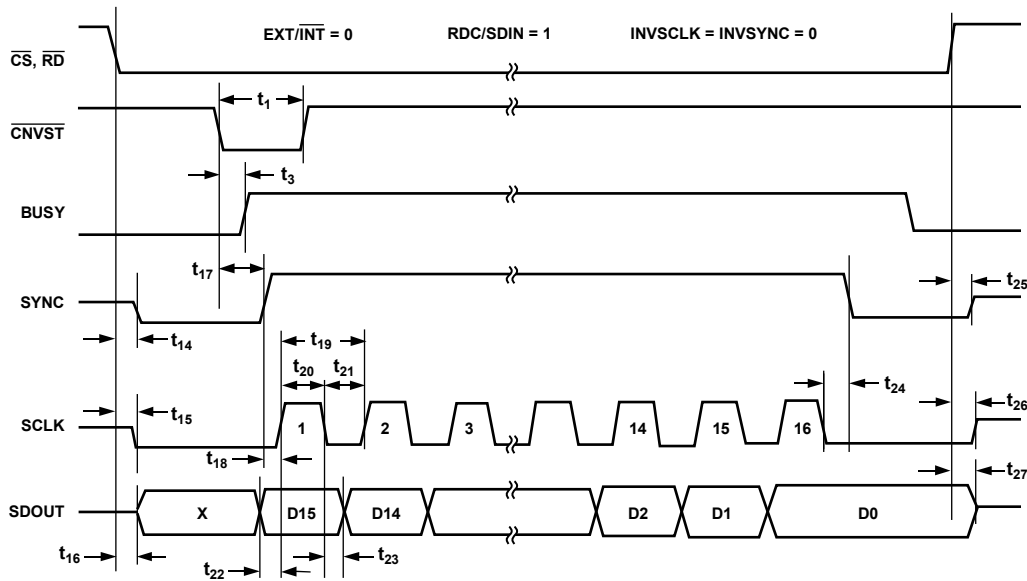 EXT/INT = 0 RDC/SDIN = 1 INVSCLK = INVSYNC = 0
CS, RD
t1
CNVST
t3
BUSY
t17
t25
SYNC
t14
t19
t20 t21
t24
t15
t26
SCLK
1 2 3 14 15 16
t18
t27
SDOUT
X D15 D14 D2 D1 D0
t16
t22
t23